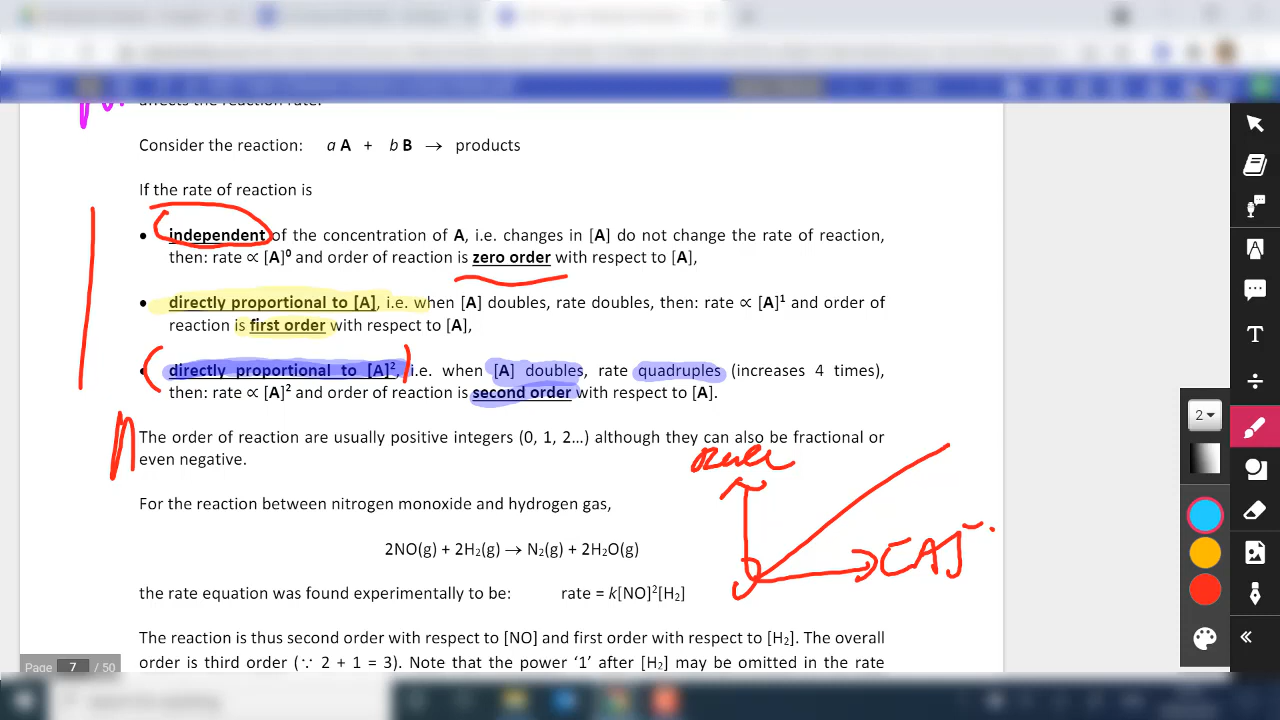 affects the reaction rate.
Consider the reaction: a A + b B → products
If the rate of reaction is
• independent of the concentration of A, i.e. changes in [A] do not change the rate of reaction,
then: rate ∝ [A]⁰ and order of reaction is zero order with respect to [A],
• directly proportional to [A], i.e. when [A] doubles, rate doubles, then: rate ∝ [A]¹ and order of
reaction is first order with respect to [A],
• directly proportional to [A]², i.e. when [A] doubles, rate quadruples (increases 4 times),
then: rate ∝ [A]² and order of reaction is second order with respect to [A].
The order of reaction are usually positive integers (0, 1, 2...) although they can also be fractional or
even negative.
For the reaction between nitrogen monoxide and hydrogen gas,
2NO(g) + 2H₂(g) → N₂(g) + 2H₂O(g)
the rate equation was found experimentally to be: rate = k[NO]²[H₂]
The reaction is thus second order with respect to [NO] and first order with respect to [H₂]. The overall
order is third order (∵ 2 + 1 = 3). Note that the power ‘1’ after [H₂] may be omitted in the rate
[A]
0
Page 7 / 50
2
T